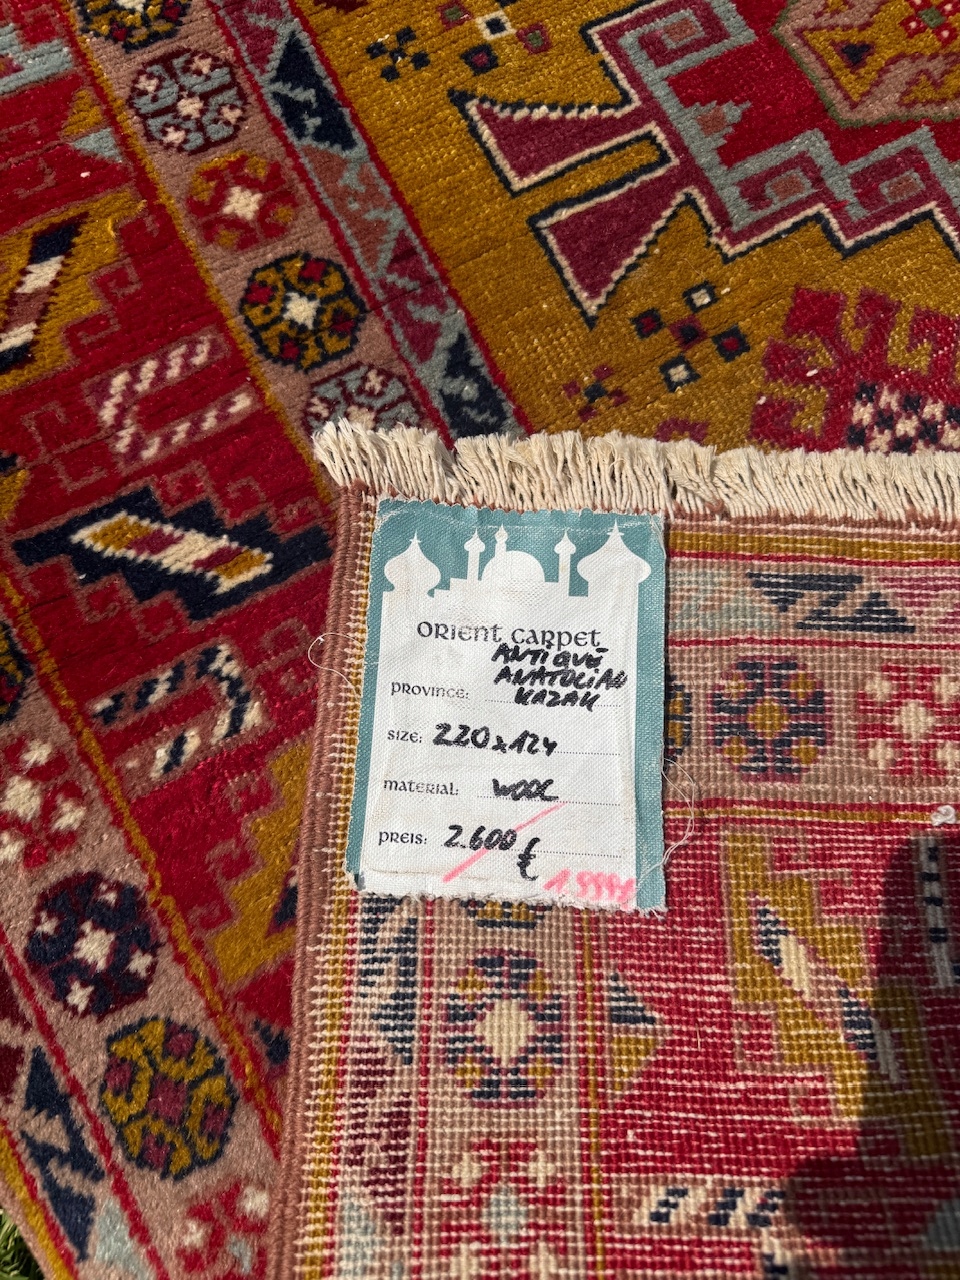 ORIENT CARPET
ANTIQUE
ANATOLIAN
PROVINCE: KAZAK
SIZE: 220x124
MATERIAL: WOOL
PREIS: 2.600 €
1.999€